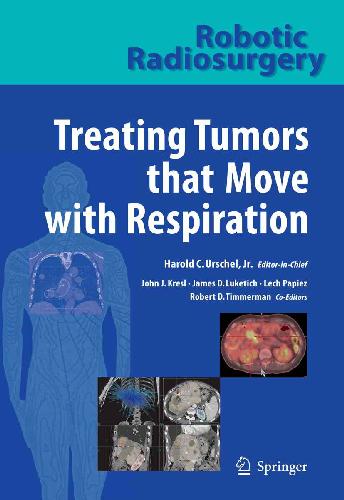 Robotic
Radiosurgery
Treating Tumors
that Move
with Respiration
Harold C. Urschel, Jr. Editor-in-Chief
John J. Kresl · James D. Luketich · Lech Papiez
Robert D. Timmerman Co-Editors
Springer